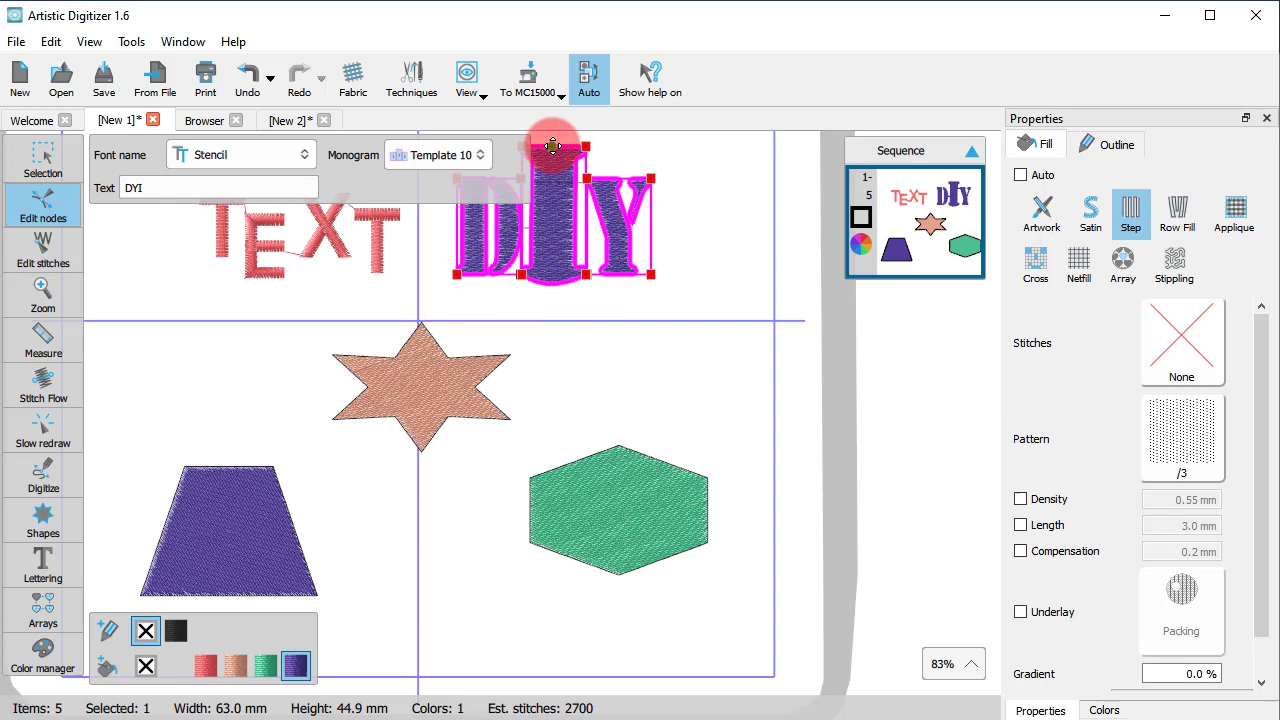 Artistic Digitizer 1.6
File Edit View Tools Window Help
New Open Save From File Print Undo Redo Fabric Techniques View To MC15000 Auto Show help on
Welcome [New 1]* Browser [New 2]*
Properties
Fill Outline
Font name: Stencil Monogram Template 10
Text DYI
Selection
Edit nodes
Edit stitches
Zoom
Measure
Stitch Flow
Slow redraw
Digitize
Shapes
Lettering
Arrays
Color manager
TEXT DIY
Sequence
1-
5
TEXT DIY
Auto
Artwork Satin Step Row Fill Applique
Cross Netfill Array Stippling
Stitches
None
Pattern
/3
Density 0.55 mm
Length 3.0 mm
Compensation 0.2 mm
Underlay
Packing
Gradient 0.0 %
83%
Items: 5 Selected: 1 Width: 63.0 mm Height: 44.9 mm Colors: 1 Est. stitches: 2700
Properties Colors